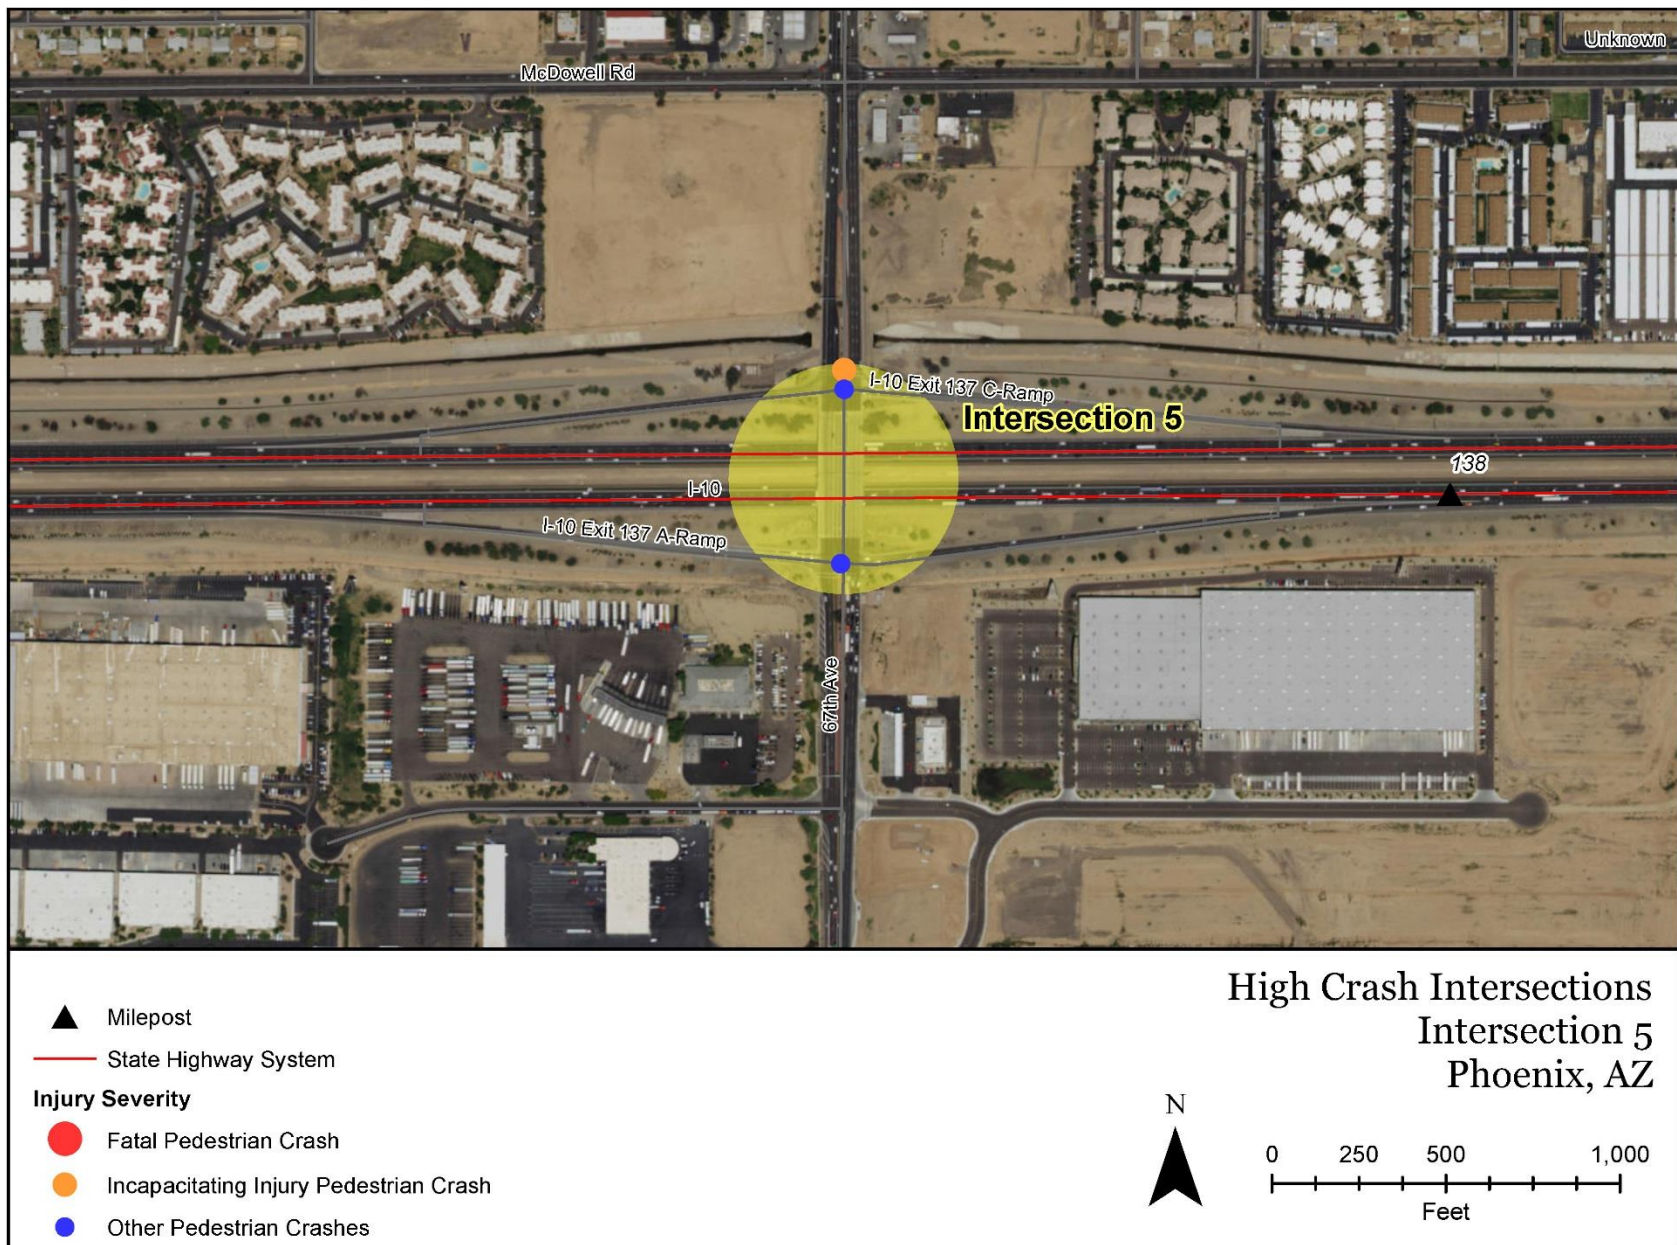 Unknown
McDowell Rd
I-10 Exit 137 C-Ramp
Intersection 5
138
I-10
I-10 Exit 137 A-Ramp
67th Ave
High Crash Intersections
Intersection 5
Phoenix, AZ
Milepost
State Highway System
Injury Severity
Fatal Pedestrian Crash
Incapacitating Injury Pedestrian Crash
Other Pedestrian Crashes
N
0 250 500 1,000
Feet